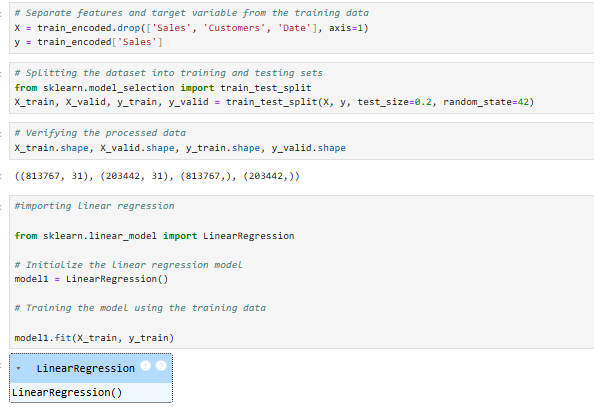 # Separate features and target variable from the training data
X = train_encoded.drop(['Sales', 'Customers', 'Date'], axis=1)
y = train_encoded['Sales']
# Splitting the dataset into training and testing sets
from sklearn.model_selection import train_test_split
X_train, X_valid, y_train, y_valid = train_test_split(X, y, test_size=0.2, random_state=42)
# Verifying the processed data
X_train.shape, X_valid.shape, y_train.shape, y_valid.shape
((813767, 31), (203442, 31), (813767,), (203442,))
#importing Linear regression
from sklearn.linear_model import LinearRegression
# Initialize the linear regression model
model1 = LinearRegression()
# Training the model using the training data
model1.fit(X_train, y_train)
LinearRegression
LinearRegression()